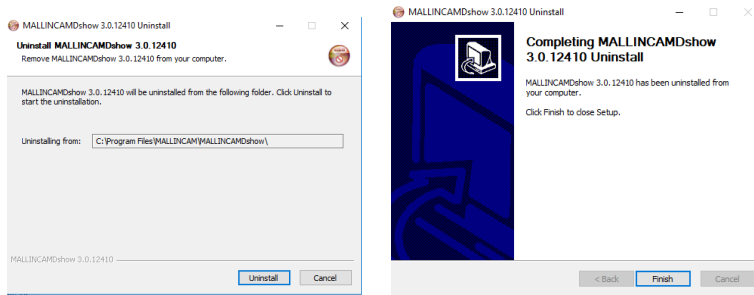 MALLINCAMDshow 3.0.12410 Uninstall
Uninstall MALLINCAMDshow 3.0.12410
Remove MALLINCAMDshow 3.0.12410 from your computer.
MALLINCAMDshow 3.0.12410 will be uninstalled from the following folder. Click Uninstall to
start the uninstallation.
Uninstalling from: C:\Program Files\MALLINCAM\MALLINCAMDshow\
MALLINCAMDshow 3.0.12410
Uninstall Cancel
MALLINCAMDshow 3.0.12410 Uninstall
Completing MALLINCAMDshow
3.0.12410 Uninstall
MALLINCAMDshow 3.0.12410 has been uninstalled from
your computer.
Click Finish to close Setup.
< Back Finish Cancel